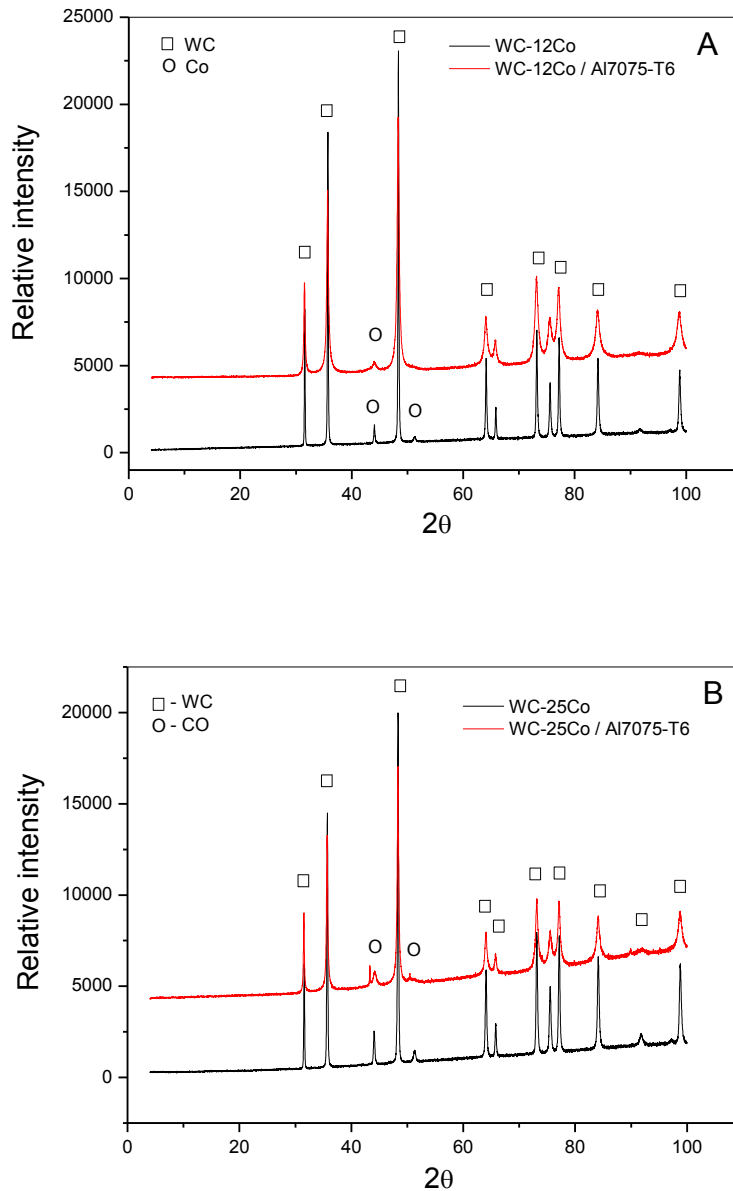 A
□ WC
O Co
WC-12Co
WC-12Co / Al7075-T6
Relative intensity
25000
20000
15000
10000
5000
0
O
O
O
0
20
40
60
80
100
2θ
B
□ - WC
O - CO
WC-25Co
WC-25Co / Al7075-T6
Relative intensity
20000
15000
10000
5000
0
O
O
0
20
40
60
80
100
2θ